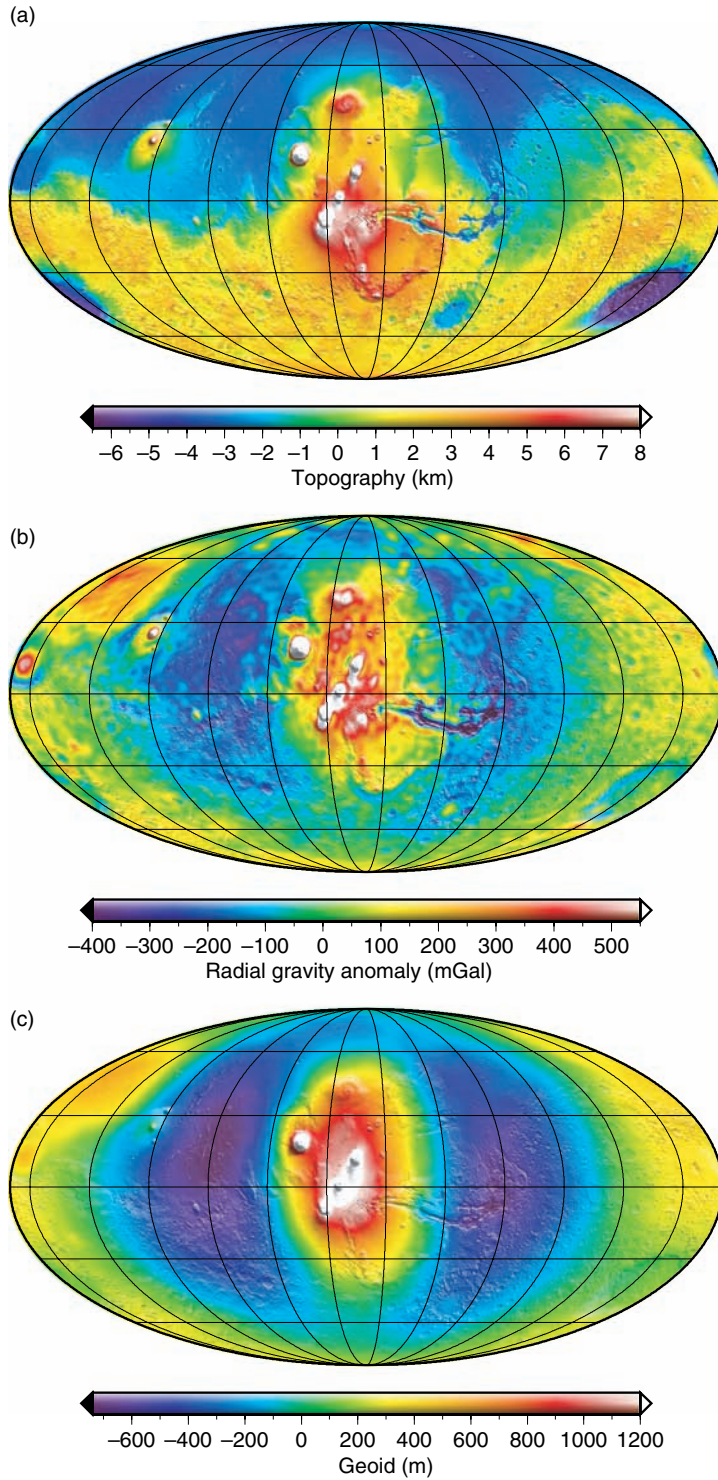 (a)
−6 −5 −4 −3 −2 −1 0 1 2 3 4 5 6 7 8
Topography (km)
(b)
−400 −300 −200 −100 0 100 200 300 400 500
Radial gravity anomaly (mGal)
(c)
−600 −400 −200 0 200 400 600 800 1000 1200
Geoid (m)